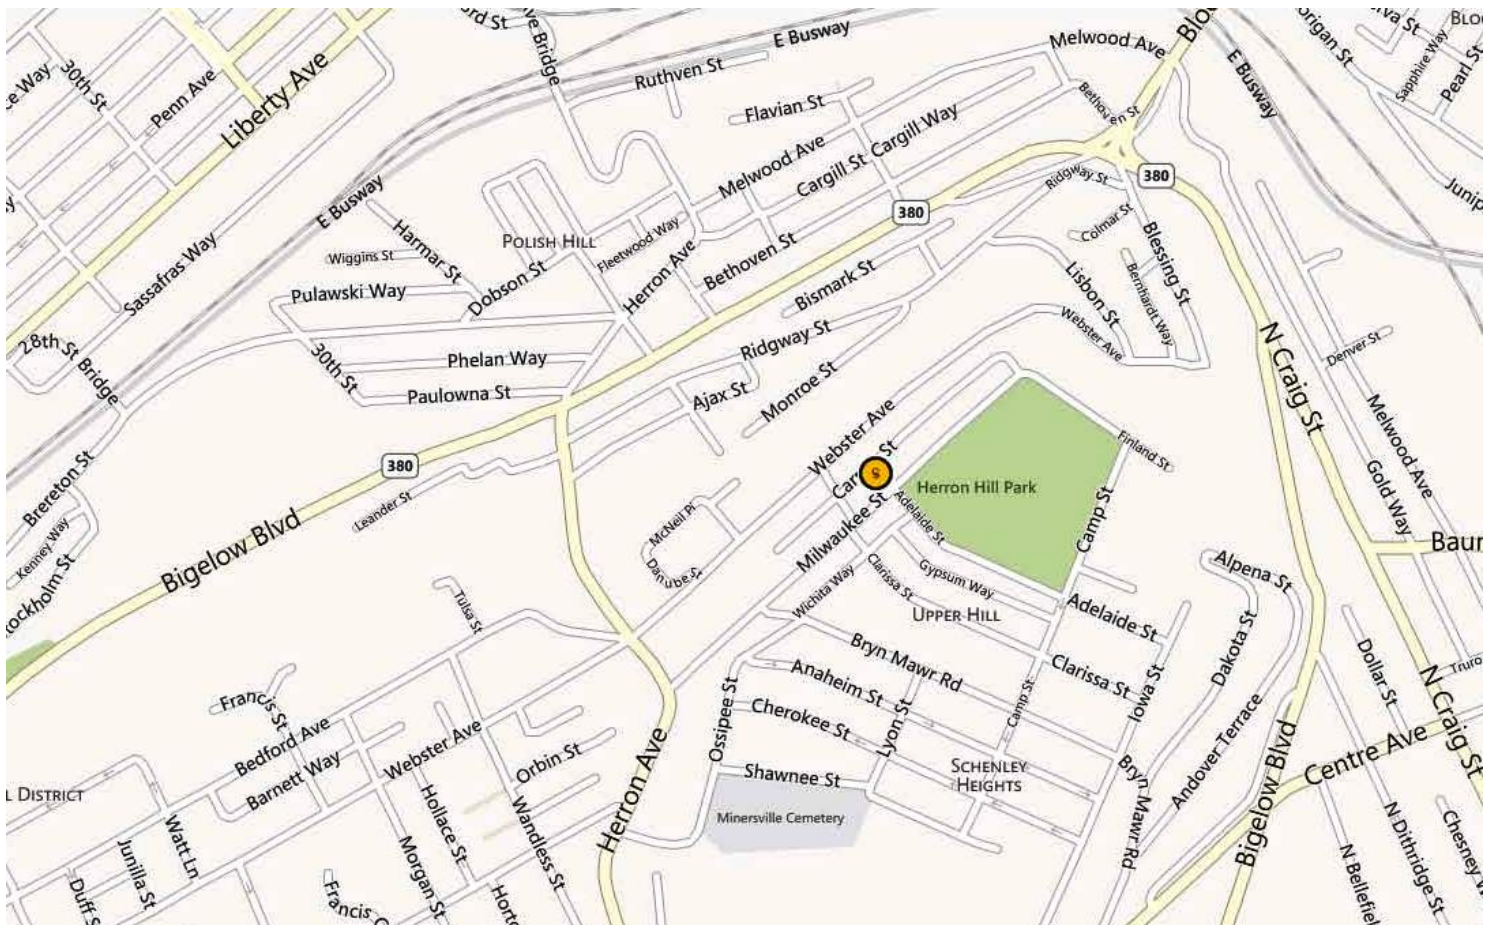 E Busway
Melwood Ave
30th St
Penn Ave
Liberty Ave
Bridge
Ruthven St
E Busway
Sapphire Way
Pearl St
Flavian St
Cargill Way
Melwood Ave
Cargill St
Ridgway St
380
380
E Busway
Harmar St
Wiggins St
POLISH HILL
Fleetwood Way
Colmar St
Blessing St
Sassafras Way
Pulawski Way
Dobson St
Herron Ave
Bethoven St
Bismark St
Lisbon St
Bernhardt Way
28th St Bridge
30th St
Phelan Way
Paulowna St
Ridgway St
Webster Ave
N Craig St
Denver St
Ajax St
Monroe St
Melwood Ave
Webster Ave
Finland St
380
Brereton St
Leander St
S
Herron Hill Park
Gold Way
Bigelow Blvd
Kenney Way
McNeil Pl
Danube St
Milwaukee St
Adelaide St
Camp St
Tulsa St
Wichita Way
Clarissa St
Gypsum Way
UPPER HILL
Adelaide St
Alpena St
Dakota St
Bryn Mawr Rd
Clarissa St
Iowa St
Dollar St
N Craig St
Francis St
Anaheim St
Camp St
Andover Terrace
Ossipee St
Cherokee St
Lyon St
Bedford Ave
Barnett Way
Webster Ave
Orbin St
Herron Ave
Shawnee St
SCHENLEY
HEIGHTS
Bryn Mawr Rd
Bigelow Blvd
Centre Ave
DISTRICT
Minersville Cemetery
Watt Ln
Junilla St
Hollace St
Morgan St
Wandless St
N Dithridge St